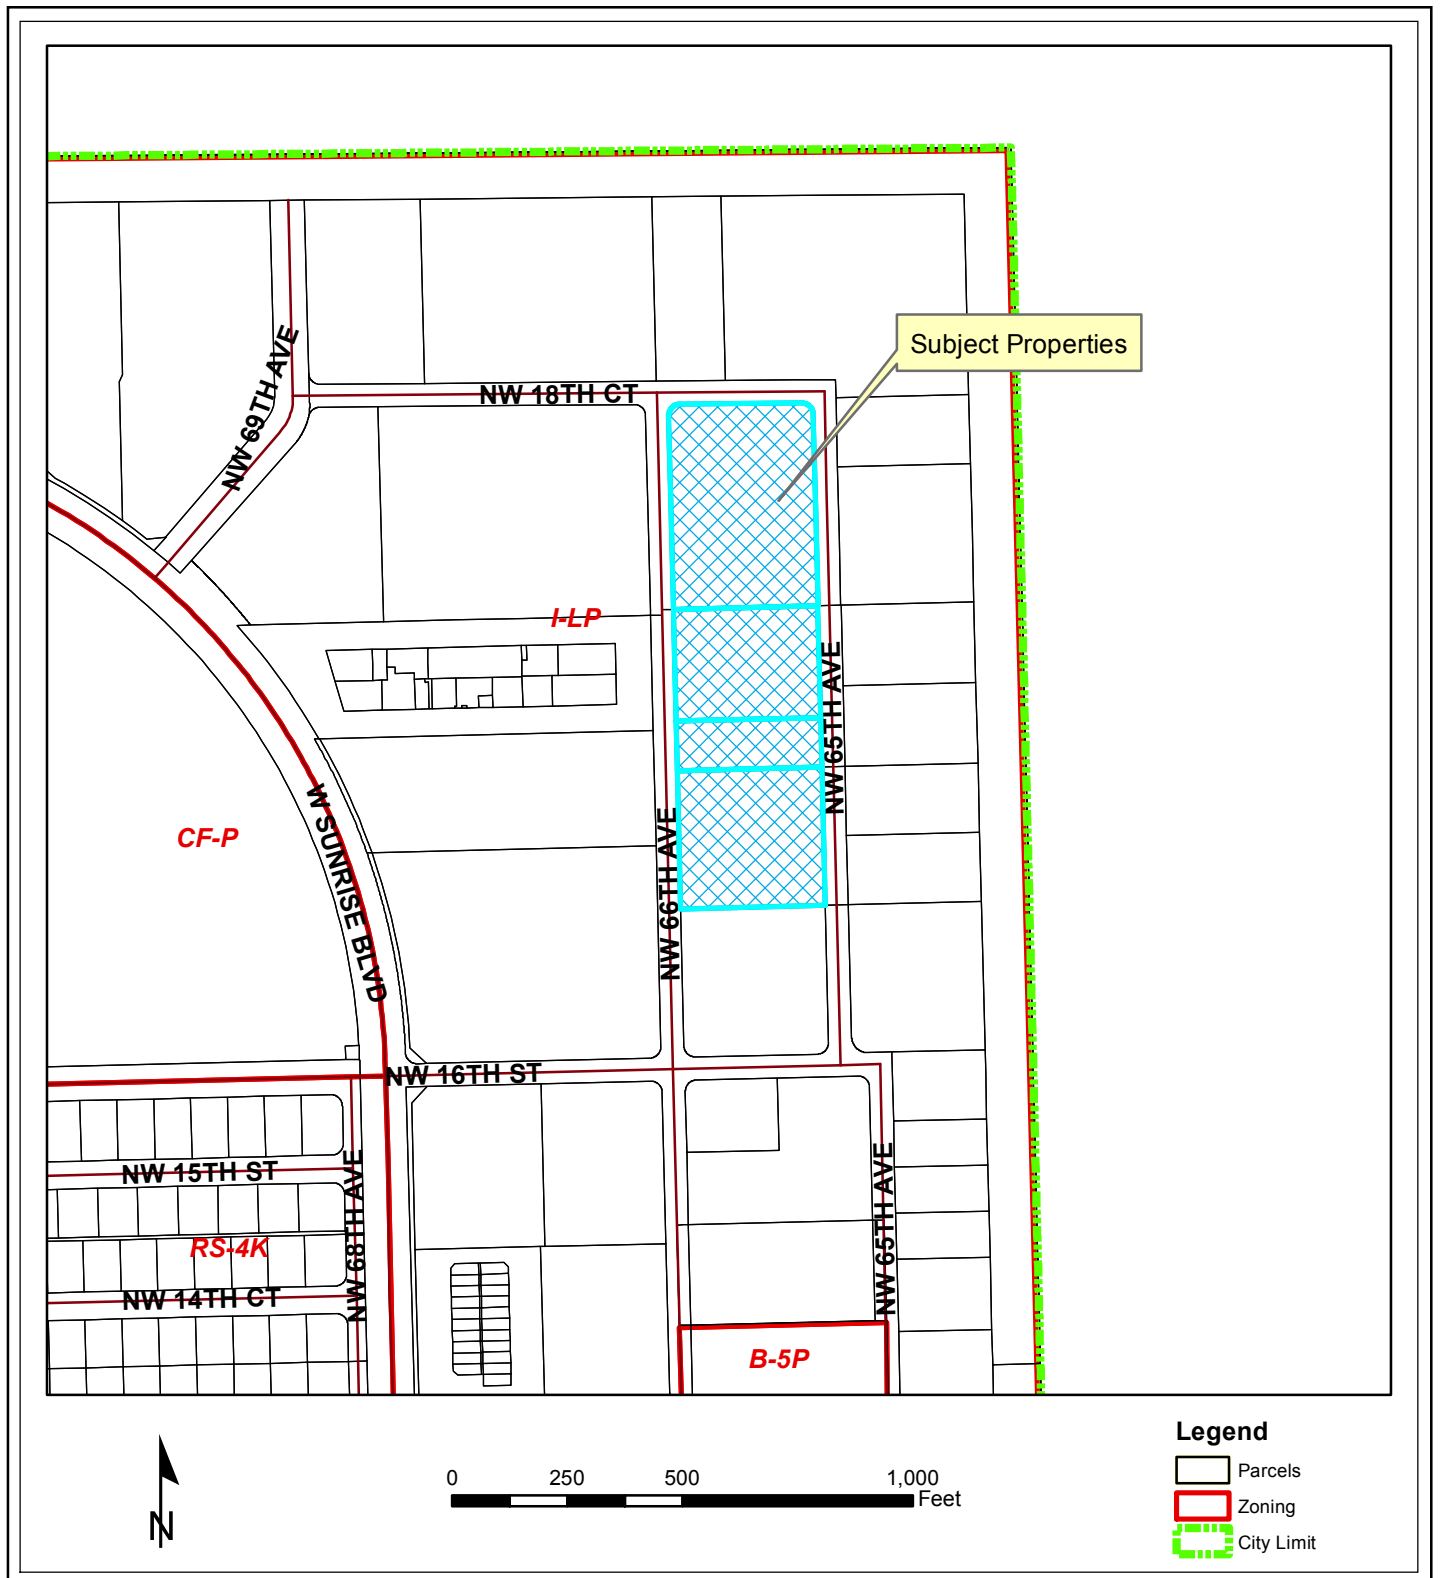 Subject Properties
NW 69TH AVE
NW 18TH CT
I-LP
NW 65TH AVE
CF-P
W SUNRISE BLVD
NW 66TH AVE
NW 16TH ST
NW 15TH ST
NW 68TH AVE
NW 65TH AVE
RS-4K
NW 14TH CT
B-5P
N
0 250 500 1,000
Feet
Legend
Parcels
Zoning
City Limit